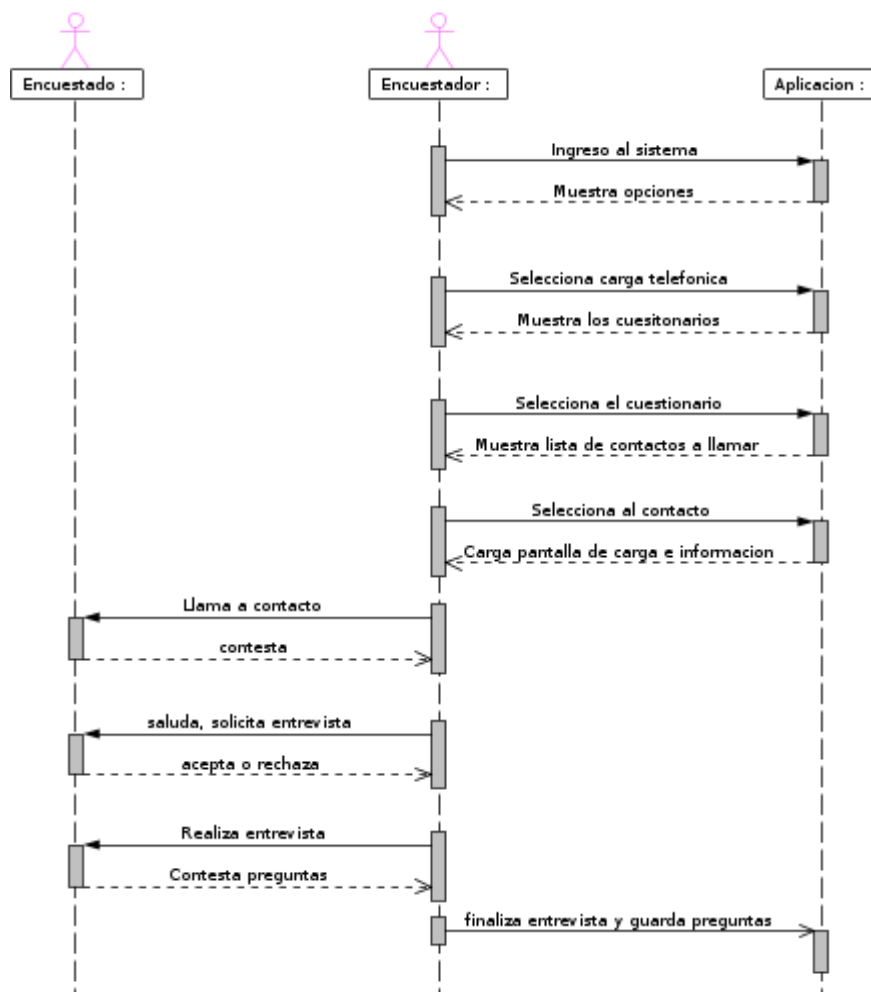 Encuestado :
Encuestador :
Aplicacion :
Ingreso al sistema
Muestra opciones
Selecciona carga telefonica
Muestra los cuesitonarios
Selecciona el cuestionario
Muestra lista de contactos a llamar
Selecciona al contacto
Carga pantalla de carga e informacion
Llama a contacto
contesta
saluda, solicita entrevista
acepta o rechaza
Realiza entrevista
Contesta preguntas
finaliza entrevista y guarda preguntas